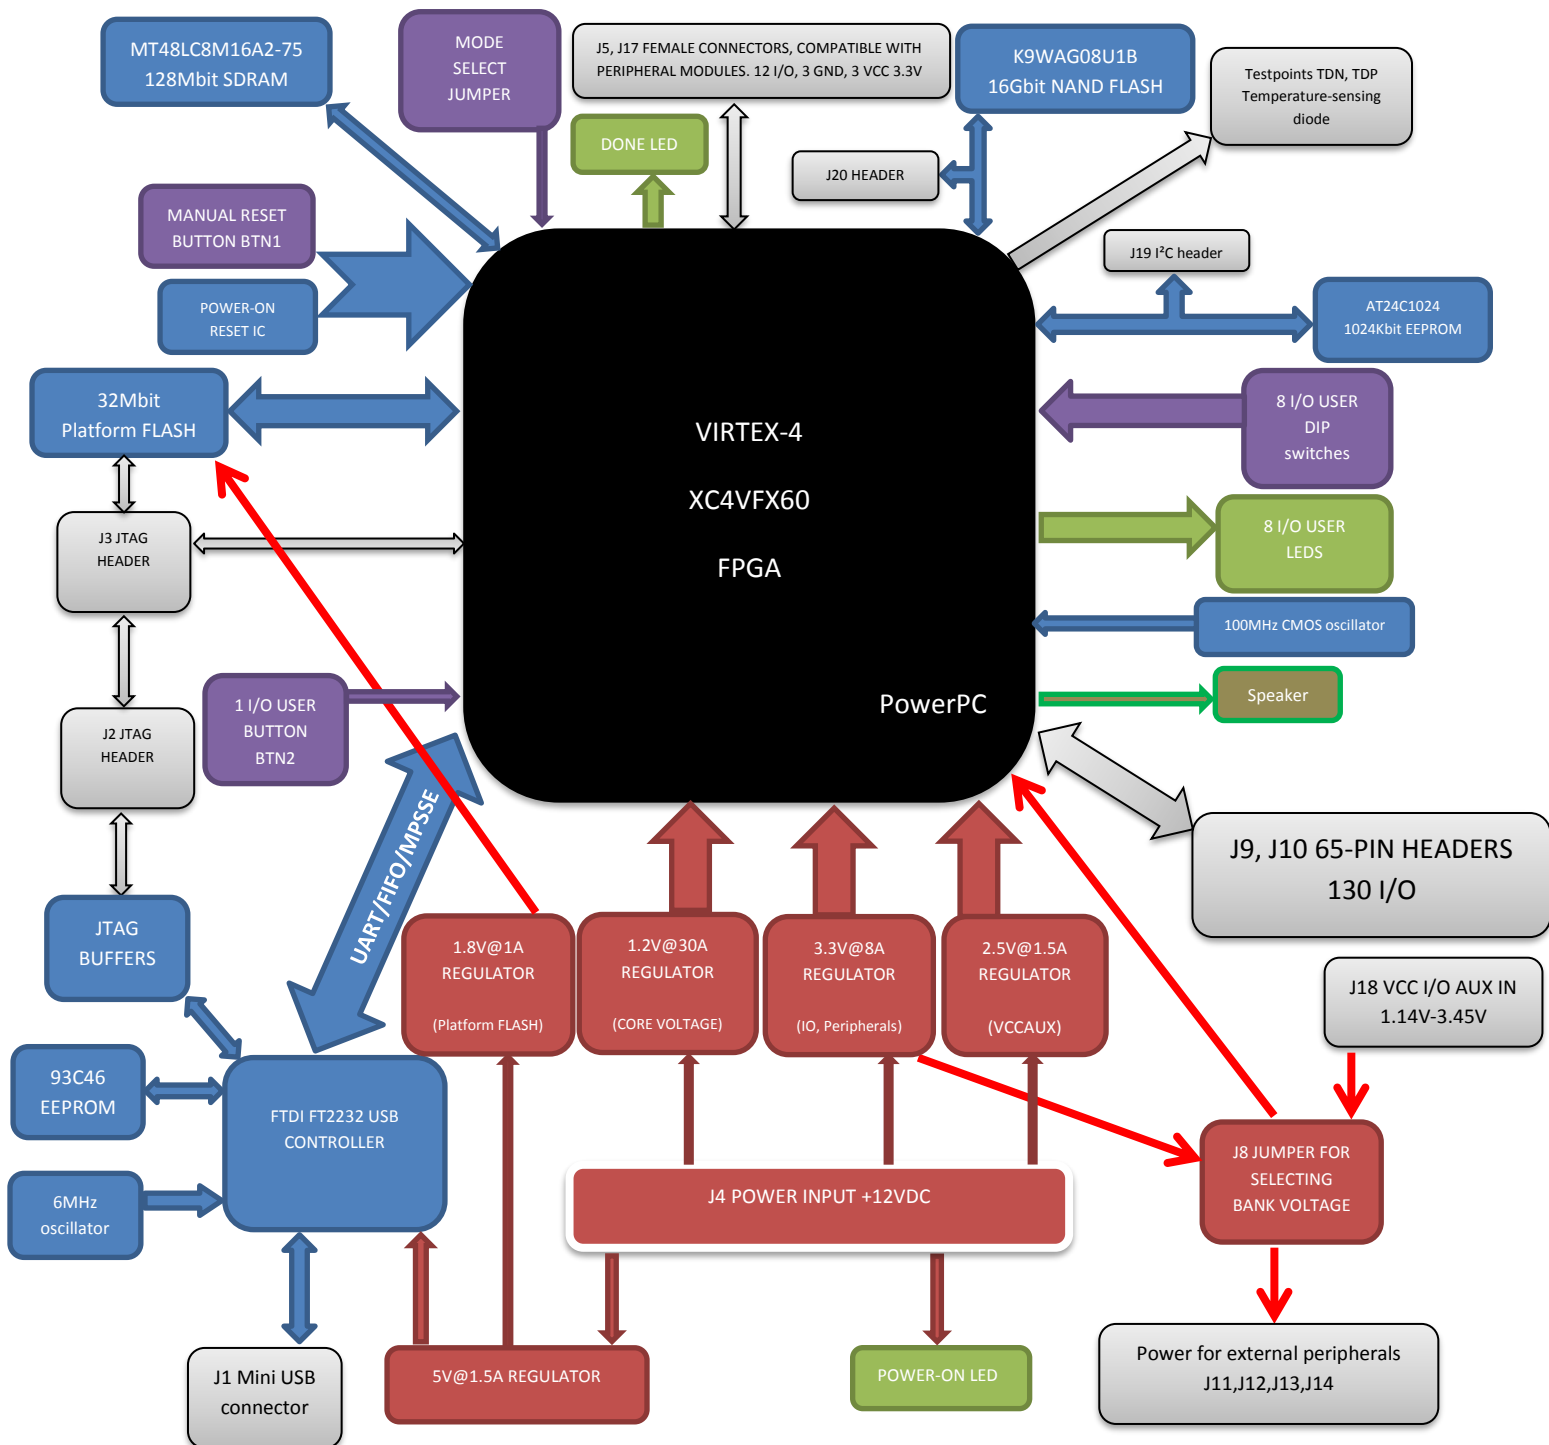 MT48LC8M16A2-75
128Mbit SDRAM
MODE
SELECT
JUMPER
J5, J17 FEMALE CONNECTORS, COMPATIBLE WITH
PERIPHERAL MODULES. 12 I/O, 3 GND, 3 VCC 3.3V
K9WAG08U1B
16Gbit NAND FLASH
Testpoints TDN, TDP
Temperature-sensing
diode
DONE LED
J20 HEADER
MANUAL RESET
BUTTON BTN1
J19 I²C header
POWER-ON
RESET IC
AT24C1024
1024Kbit EEPROM
32Mbit
Platform FLASH
8 I/O USER
DIP
switches
VIRTEX-4
XC4VFX60
FPGA
PowerPC
J3 JTAG
HEADER
8 I/O USER
LEDS
100MHz CMOS oscillator
Speaker
1 I/O USER
BUTTON
BTN2
J2 JTAG
HEADER
UART/FIFO/MPSSE
J9, J10 65-PIN HEADERS
130 I/O
JTAG
BUFFERS
1.8V@1A
REGULATOR
(Platform FLASH)
1.2V@30A
REGULATOR
(CORE VOLTAGE)
3.3V@8A
REGULATOR
(IO, Peripherals)
2.5V@1.5A
REGULATOR
(VCCAUX)
J18 VCC I/O AUX IN
1.14V-3.45V
93C46
EEPROM
FTDI FT2232 USB
CONTROLLER
J8 JUMPER FOR
SELECTING
BANK VOLTAGE
6MHz
oscillator
J4 POWER INPUT +12VDC
J1 Mini USB
connector
5V@1.5A REGULATOR
POWER-ON LED
Power for external peripherals
J11,J12,J13,J14